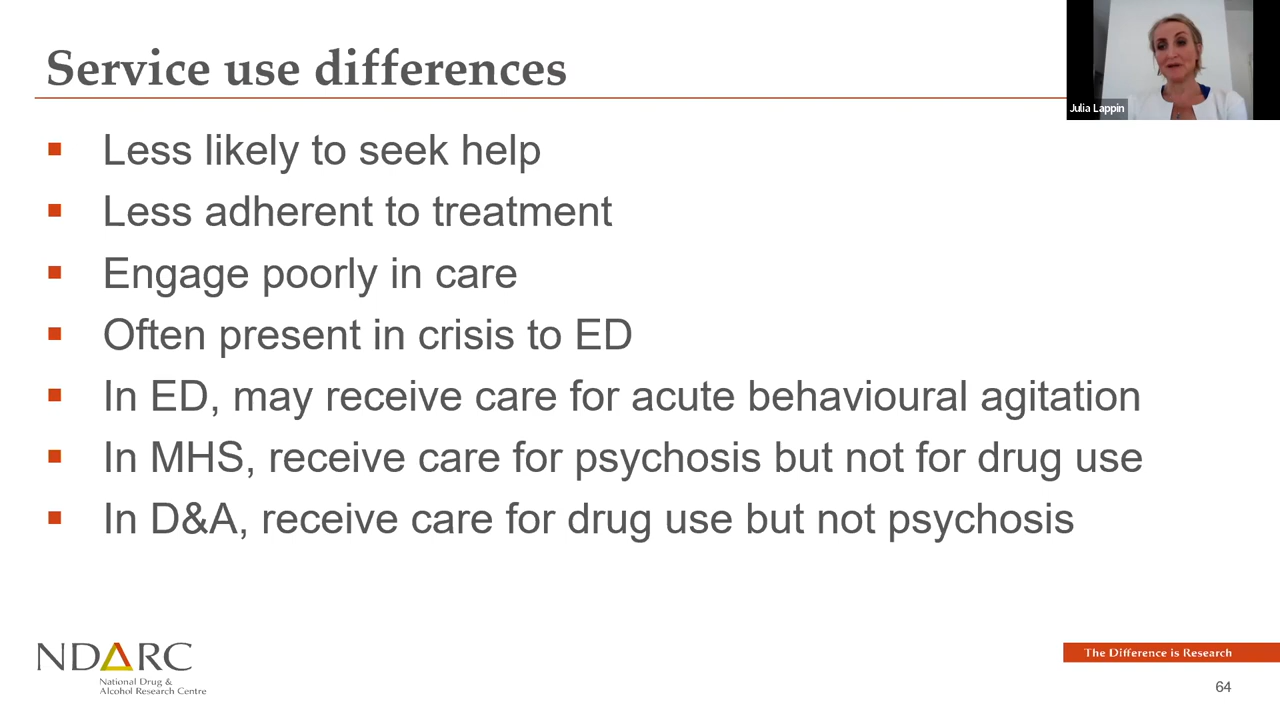 Service use differences
Julia Lappin
Less likely to seek help
Less adherent to treatment
Engage poorly in care
Often present in crisis to ED
In ED, may receive care for acute behavioural agitation
In MHS, receive care for psychosis but not for drug use
In D&A, receive care for drug use but not psychosis
NDARC
National Drug &
Alcohol Research Centre
The Difference is Research
64